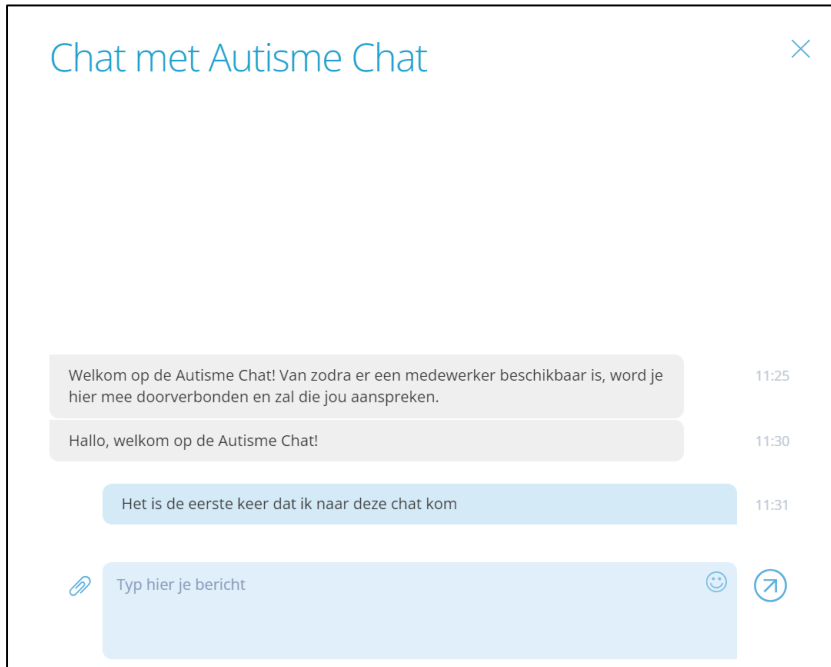 Chat met Autisme Chat
Welkom op de Autisme Chat! Van zodra er een medewerker beschikbaar is, word je
hier mee doorverbonden en zal die jou aanspreken.
11:25
Hallo, welkom op de Autisme Chat!
11:30
Het is de eerste keer dat ik naar deze chat kom
11:31
Typ hier je bericht